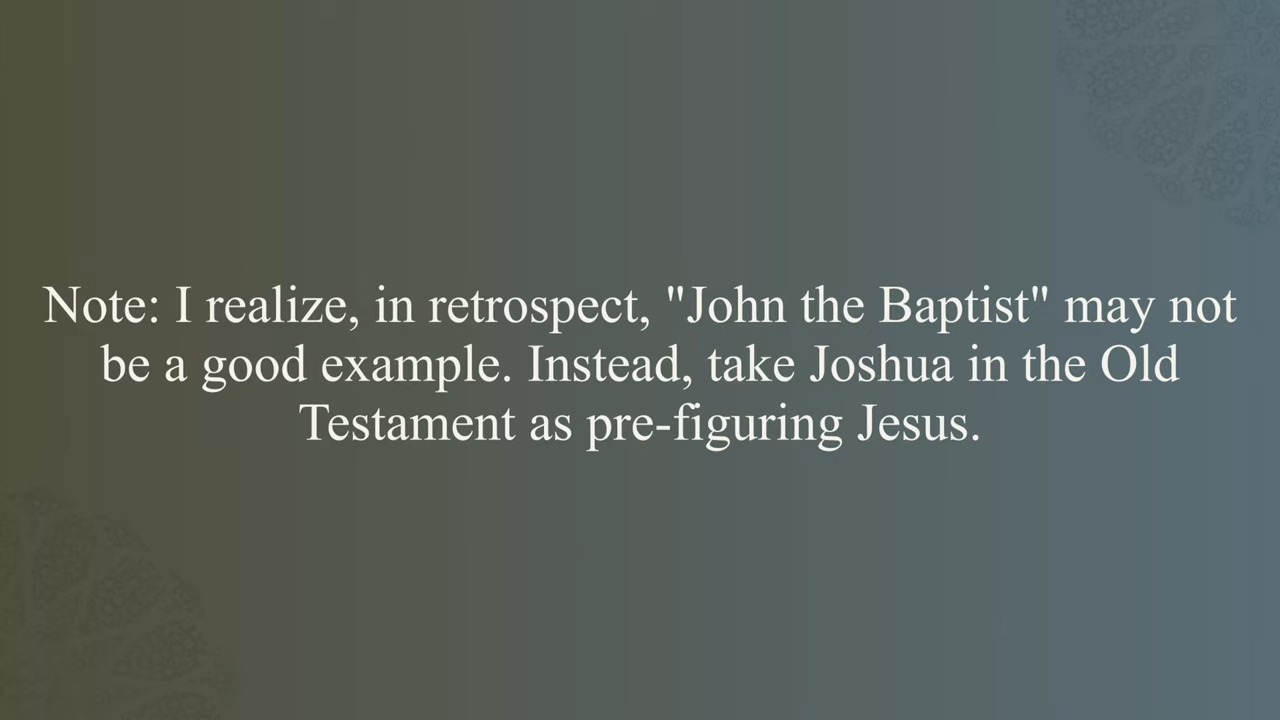 Note: I realize, in retrospect, "John the Baptist" may not
be a good example. Instead, take Joshua in the Old
Testament as pre-figuring Jesus.